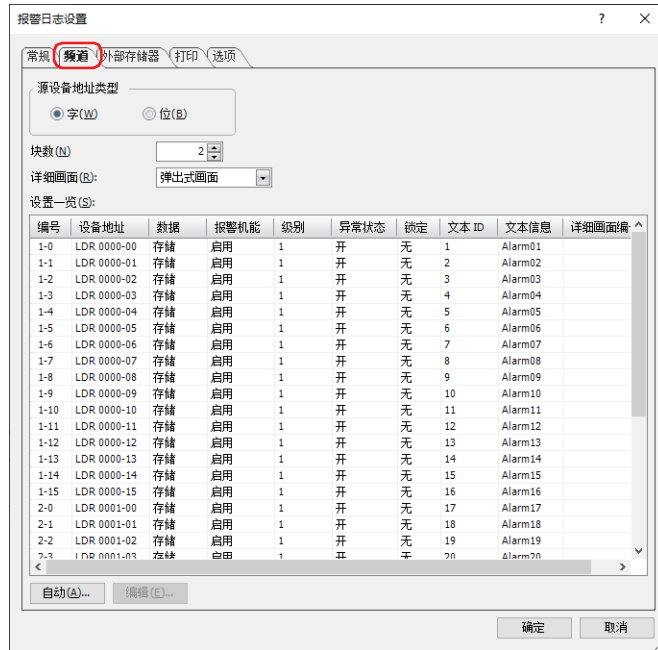 报警日志设置
常规 频道 外部存储器 打印 选项
源设备地址类型
字(W) 位(B)
块数(N) 2
详细画面(R): 弹出式画面
设置一览(S):
编号 设备地址 数据 报警机能 级别 异常状态 锁定 文本 ID 文本信息 详细画面编
1-0 LDR 0000-00 存储 启用 1 开 无 1 Alarm01
1-1 LDR 0000-01 存储 启用 1 开 无 2 Alarm02
1-2 LDR 0000-02 存储 启用 1 开 无 3 Alarm03
1-3 LDR 0000-03 存储 启用 1 开 无 4 Alarm04
1-4 LDR 0000-04 存储 启用 1 开 无 5 Alarm05
1-5 LDR 0000-05 存储 启用 1 开 无 6 Alarm06
1-6 LDR 0000-06 存储 启用 1 开 无 7 Alarm07
1-7 LDR 0000-07 存储 启用 1 开 无 8 Alarm08
1-8 LDR 0000-08 存储 启用 1 开 无 9 Alarm09
1-9 LDR 0000-09 存储 启用 1 开 无 10 Alarm10
1-10 LDR 0000-10 存储 启用 1 开 无 11 Alarm11
1-11 LDR 0000-11 存储 启用 1 开 无 12 Alarm12
1-12 LDR 0000-12 存储 启用 1 开 无 13 Alarm13
1-13 LDR 0000-13 存储 启用 1 开 无 14 Alarm14
1-14 LDR 0000-14 存储 启用 1 开 无 15 Alarm15
1-15 LDR 0000-15 存储 启用 1 开 无 16 Alarm16
2-0 LDR 0001-00 存储 启用 1 开 无 17 Alarm17
2-1 LDR 0001-01 存储 启用 1 开 无 18 Alarm18
2-2 LDR 0001-02 存储 启用 1 开 无 19 Alarm19
2-3 LDR 0001-03 存储 启用 1 开 无 20 Alarm20
自动(A)... 编辑(E)...
确定 取消